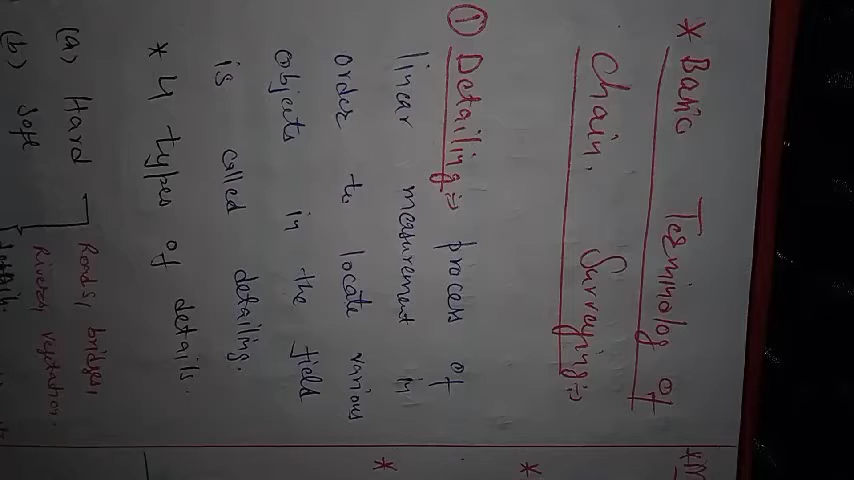 * Basic Terminolog of
Chain. Surveying :-
① Detailing :- process of
linear measurement in
order to locate various
objects in the field
is called detailing.
* 4 types of details.
(a) Hard Roads, bridges,
(b) Soft Rivers, vegetation.
*
*